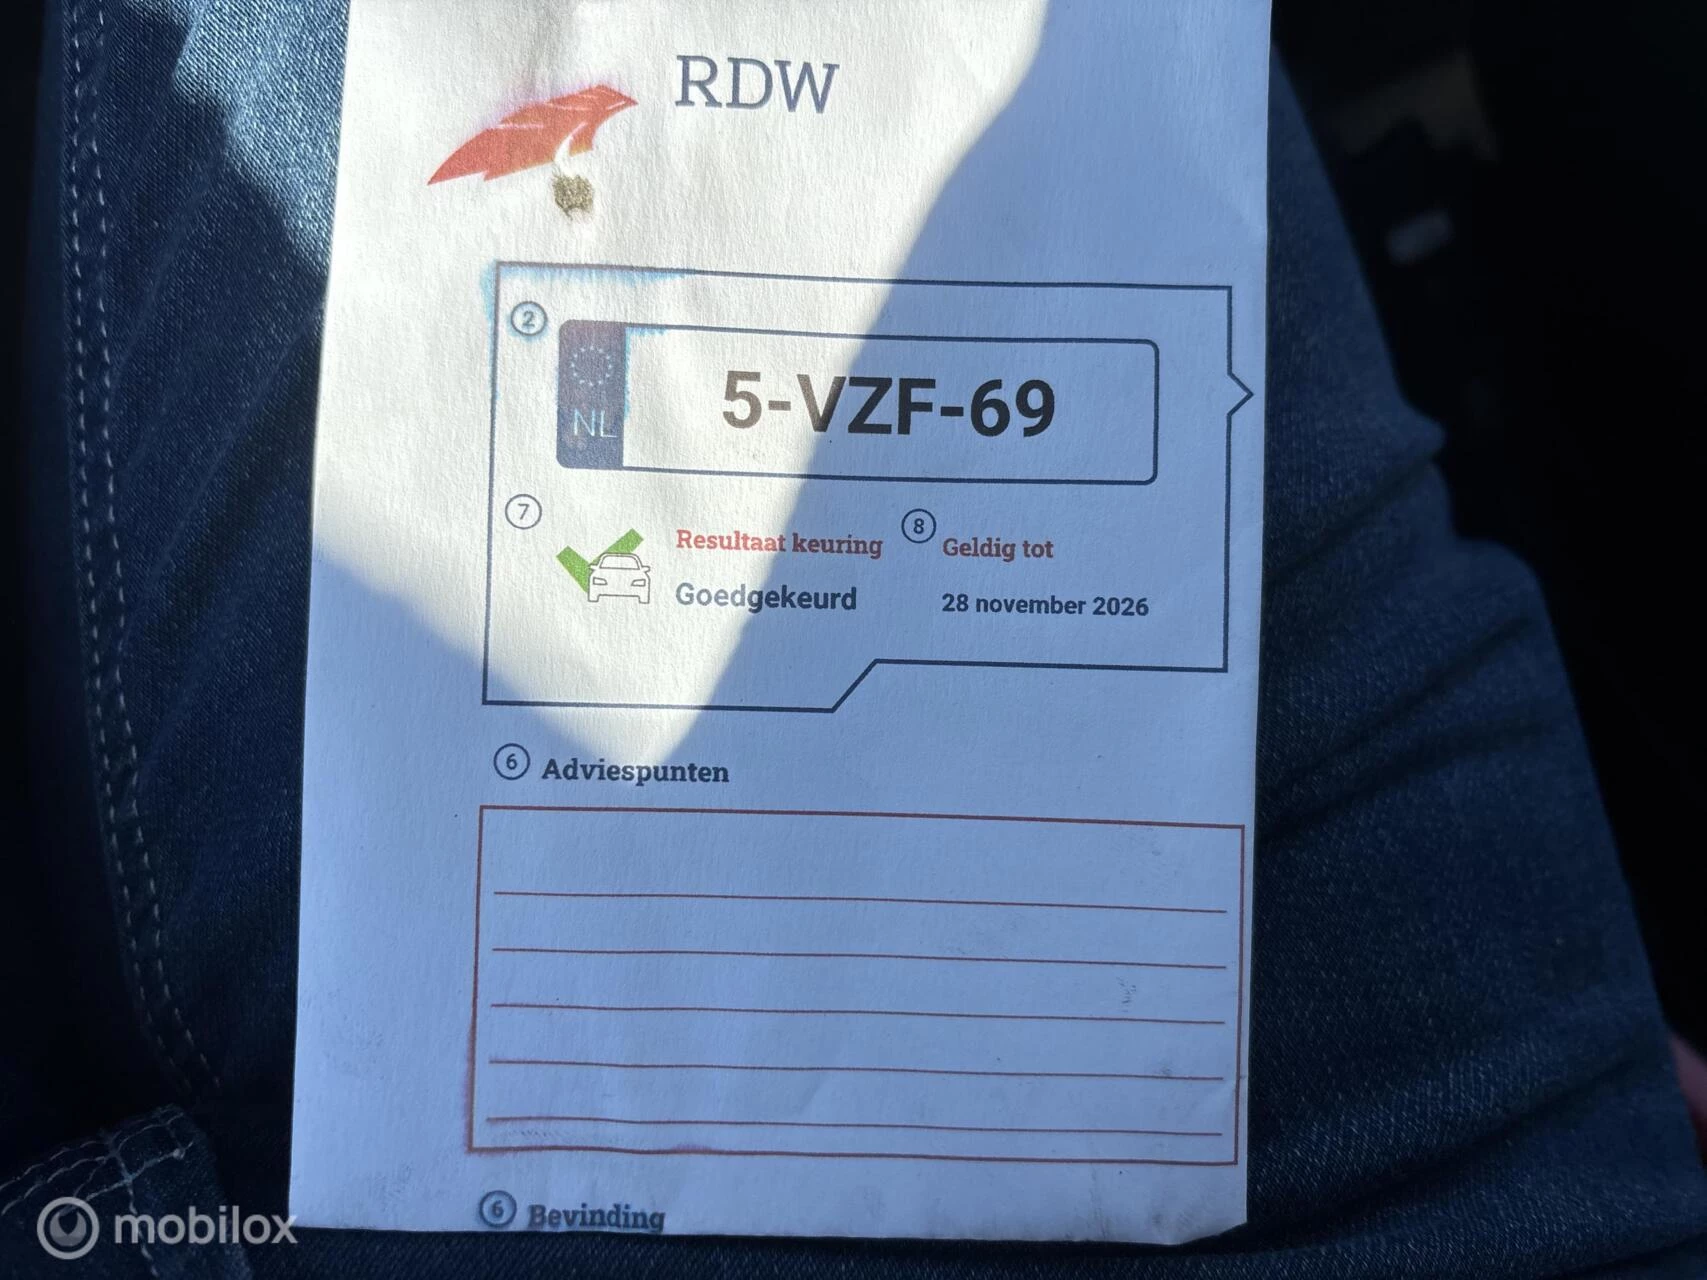 RDW
2
NL
5-VZF-69
7
Resultaat keuring
8
Geldig tot
Goedgekeurd
28 november 2026
6 Adviespunten
6 Bevinding
mobilox